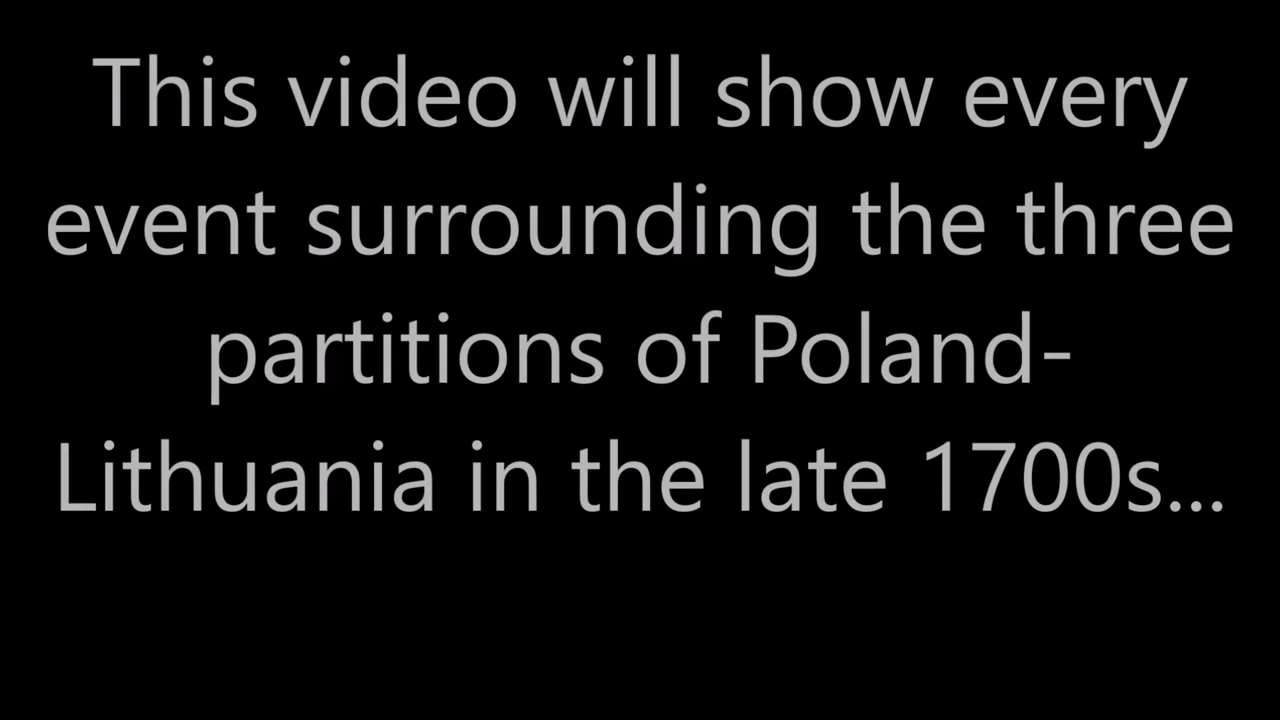 This video will show every
event surrounding the three
partitions of Poland-
Lithuania in the late 1700s...